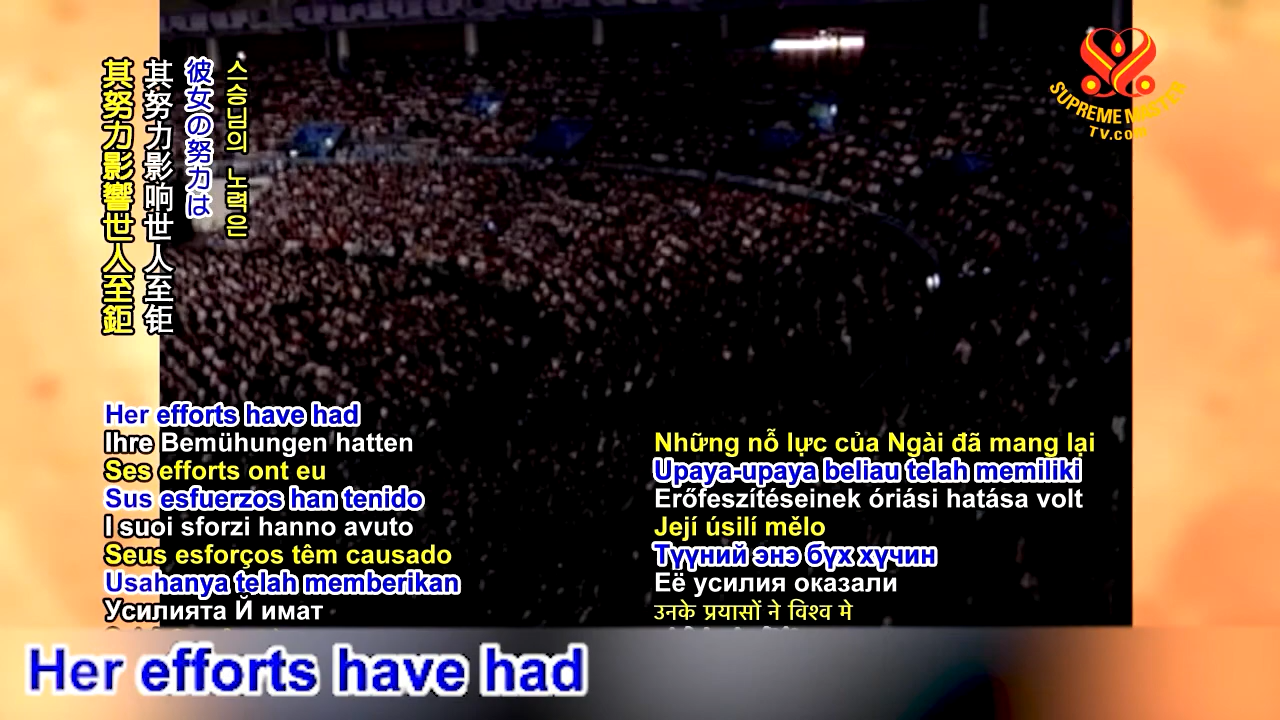 其努力影響世人至鉅
其努力影响世人至钜
彼女の努力は
스승님의 노력은
SUPREME MASTER
TV.COM
Her efforts have had
Ihre Bemühungen hatten
Ses efforts ont eu
Sus esfuerzos han tenido
I suoi sforzi hanno avuto
Seus esforços têm causado
Usahanya telah memberikan
Усилията Й имат
Những nỗ lực của Ngài đã mang lại
Upaya-upaya beliau telah memiliki
Erőfeszítéseinek óriási hatása volt
Její úsilí mělo
Түүний энэ бүх хүчин
Её усилия оказали
उनके प्रयासों ने विश्व मे
Her efforts have had